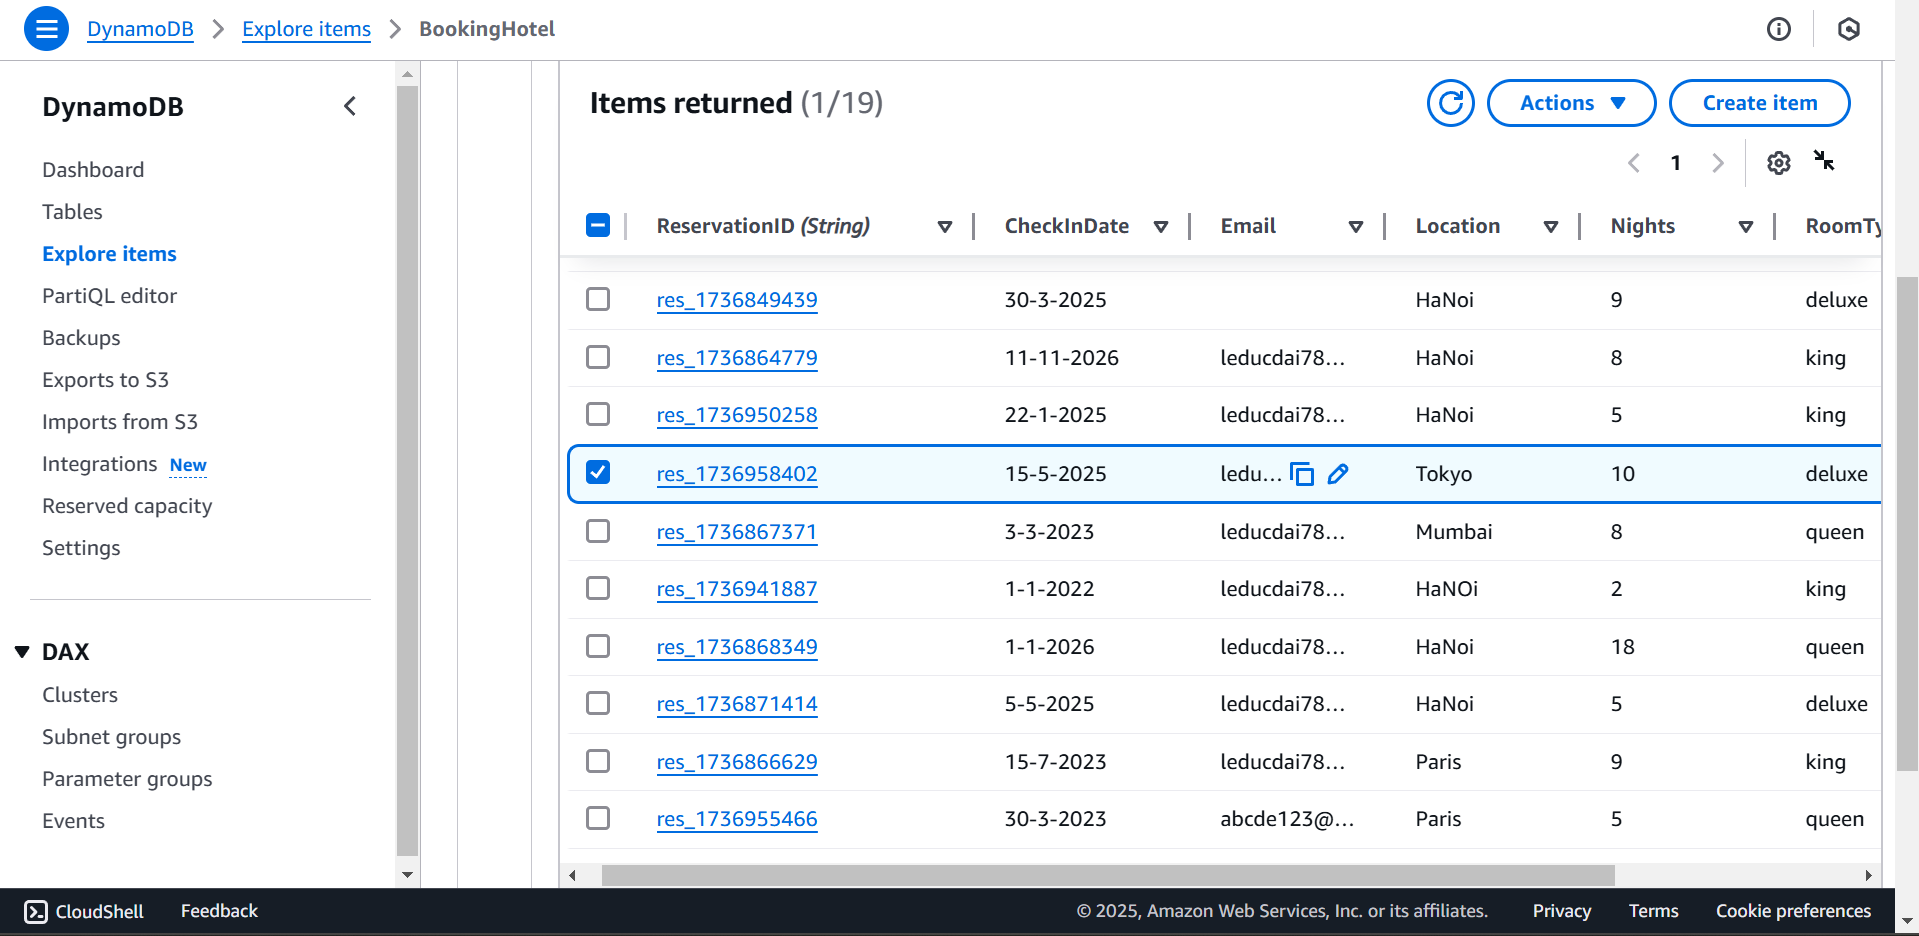 DynamoDB > Explore items > BookingHotel
DynamoDB
Dashboard
Tables
Explore items
PartiQL editor
Backups
Exports to S3
Imports from S3
Integrations New
Reserved capacity
Settings
DAX
Clusters
Subnet groups
Parameter groups
Events
Items returned (1/19)
Actions
Create item
1
ReservationID (String) CheckInDate Email Location Nights RoomTy
res_1736849439 30-3-2025 HaNoi 9 deluxe
res_1736864779 11-11-2026 leducdai78... HaNoi 8 king
res_1736950258 22-1-2025 leducdai78... HaNoi 5 king
res_1736958402 15-5-2025 ledu... Tokyo 10 deluxe
res_1736867371 3-3-2023 leducdai78... Mumbai 8 queen
res_1736941887 1-1-2022 leducdai78... HaNOi 2 king
res_1736868349 1-1-2026 leducdai78... HaNoi 18 queen
res_1736871414 5-5-2025 leducdai78... HaNoi 5 deluxe
res_1736866629 15-7-2023 leducdai78... Paris 9 king
res_1736955466 30-3-2023 abcde123@... Paris 5 queen
CloudShell Feedback © 2025, Amazon Web Services, Inc. or its affiliates. Privacy Terms Cookie preferences